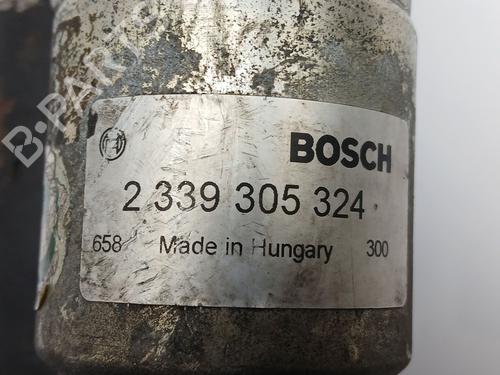 B-PARTS
BOSCH
2 339 305 324
658 Made in Hungary 300